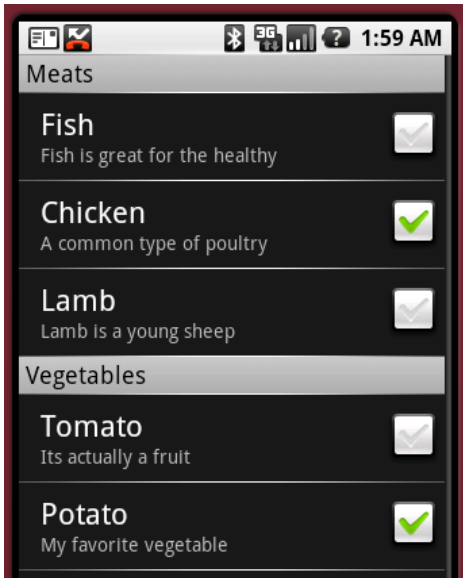 3G
?
1:59 AM
Meats
Fish
Fish is great for the healthy
Chicken
A common type of poultry
Lamb
Lamb is a young sheep
Vegetables
Tomato
Its actually a fruit
Potato
My favorite vegetable